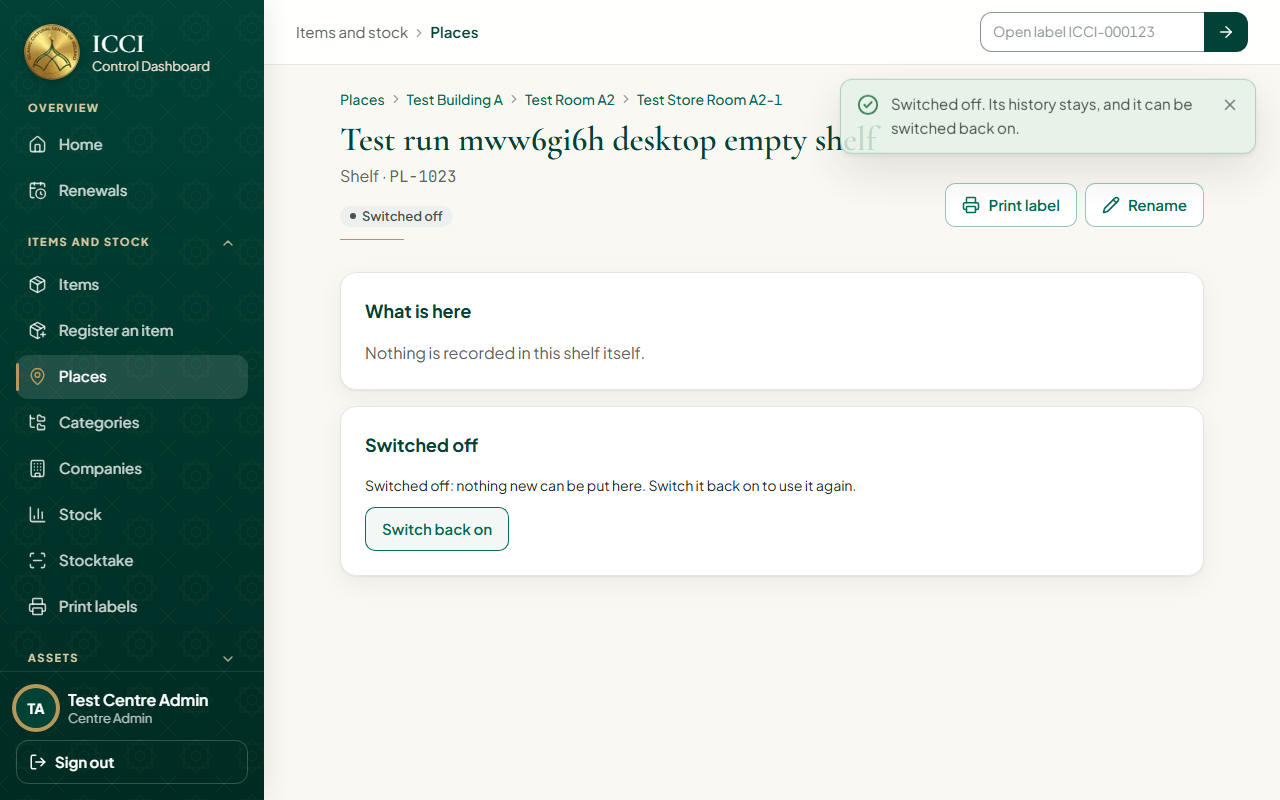 ICCI
Control Dashboard
OVERVIEW
Home
Renewals
ITEMS AND STOCK
Items
Register an item
Places
Categories
Companies
Stock
Stocktake
Print labels
ASSETS
TA
Test Centre Admin
Centre Admin
Sign out
Items and stock > Places
Open label ICCI-000123
Switched off. Its history stays, and it can be
switched back on.
Places > Test Building A > Test Room A2 > Test Store Room A2-1
Test run mww6gi6h desktop empty shelf
Shelf · PL-1023
Switched off
Print label
Rename
What is here
Nothing is recorded in this shelf itself.
Switched off
Switched off: nothing new can be put here. Switch it back on to use it again.
Switch back on